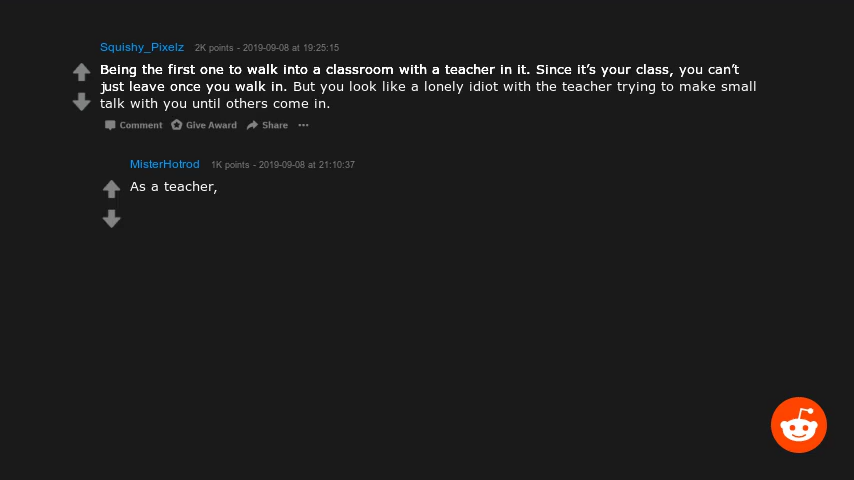 Squishy_Pixelz 2K points - 2019-09-08 at 19:25:15
Being the first one to walk into a classroom with a teacher in it. Since it’s your class, you can’t
just leave once you walk in. But you look like a lonely idiot with the teacher trying to make small
talk with you until others come in.
Comment Give Award Share ···
MisterHotrod 1K points - 2019-09-08 at 21:10:37
As a teacher,